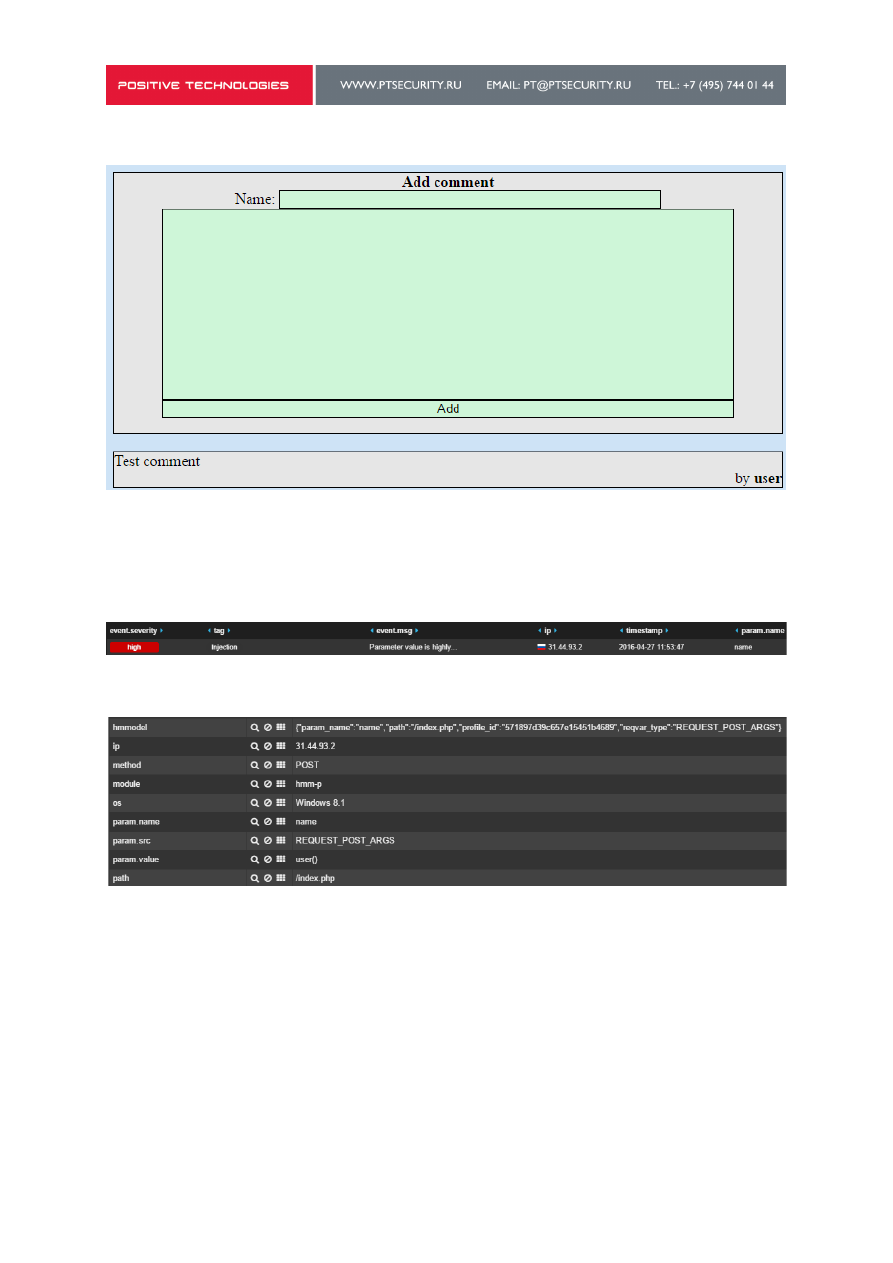 POSITIVE TECHNOLOGIES WWW.PTSECURITY.RU EMAIL: PT@PTSECURITY.RU TEL.: +7 (495) 744 01 44
Add comment
Name:
Add
Test comment
by user
event.severity tag event.msg ip timestamp param.name
high Injection Parameter value is highly... 31.44.93.2 2016-04-27 11:53:47 name
hmmodel {"param_name":"name","path":"/index.php","profile_id":"571897d39c657e15451b4689","reqvar_type":"REQUEST_POST_ARGS"}
ip 31.44.93.2
method POST
module hmm-p
os Windows 8.1
param.name name
param.src REQUEST_POST_ARGS
param.value user()
path /index.php